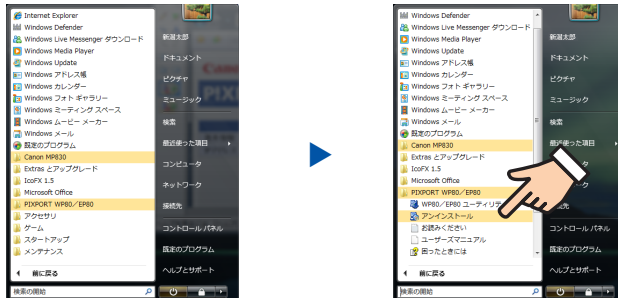 Internet Explorer
Windows Defender
Windows Live Messenger ダウンロード
Windows Media Player
Windows Update
Windows アドレス帳
Windows カレンダー
Windows フォト ギャラリー
Windows ミーティング スペース
Windows ムービー メーカー
Windows メール
既定のプログラム
Canon MP830
Extras とアップグレード
IcoFX 1.5
Microsoft Office
PIXPORT WP80／EP80
アクセサリ
ゲーム
スタートアップ
メンテナンス
前に戻る
検索の開始
新潟太郎
ドキュメント
ピクチャ
ミュージック
検索
最近使った項目
コンピュータ
ネットワーク
接続先
コントロール パネル
既定のプログラム
ヘルプとサポート
Windows Defender
Windows Live Messenger ダウンロード
Windows Media Player
Windows Update
Windows アドレス帳
Windows カレンダー
Windows フォト ギャラリー
Windows ミーティング スペース
Windows ムービー メーカー
Windows メール
既定のプログラム
Canon MP830
Extras とアップグレード
IcoFX 1.5
Microsoft Office
PIXPORT WP80／EP80
WP80／EP80 ユーティリテ
アンインストール
お読みください
ユーザーズマニュアル
困ったときには
前に戻る
検索の開始
新潟太郎
ドキュメント
ピクチャ
ミュージック
検索
最近使った項目
コントロール パネル
既定のプログラム
ヘルプとサポート